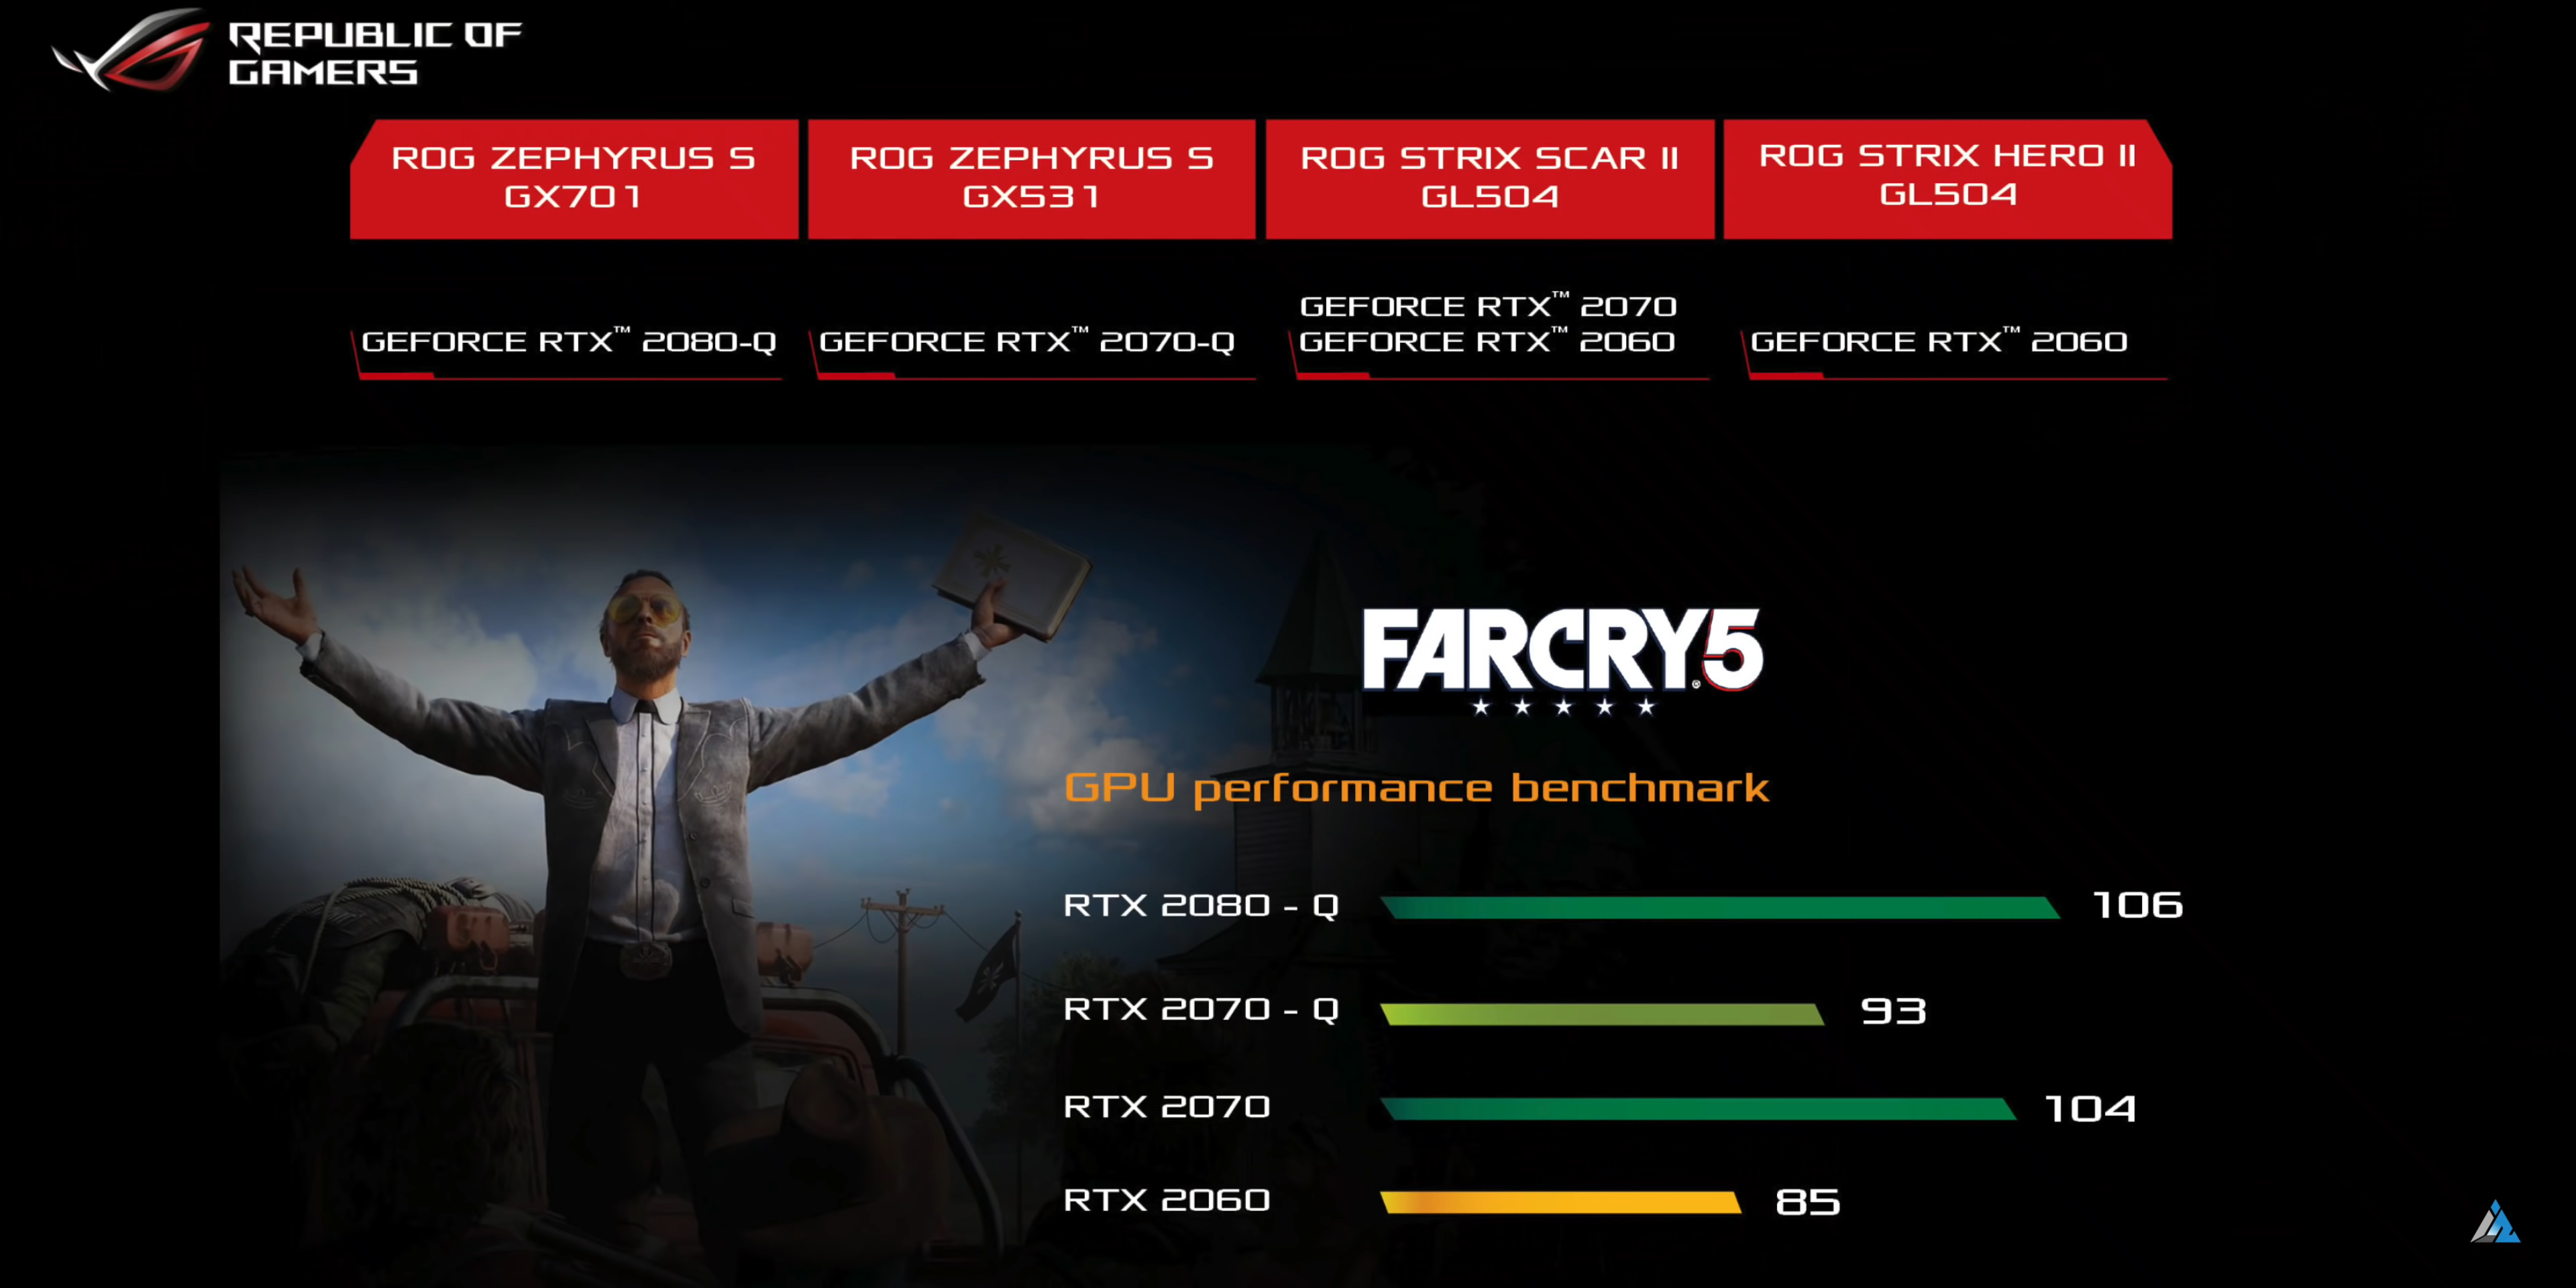 REPUBLIC OF
GAMERS
ROG ZEPHYRUS S
GX701
ROG ZEPHYRUS S
GX531
ROG STRIX SCAR II
GL504
ROG STRIX HERO II
GL504
GEFORCE RTX™ 2080-Q
GEFORCE RTX™ 2070-Q
GEFORCE RTX™ 2070
GEFORCE RTX™ 2060
GEFORCE RTX™ 2060
FARCRY®5
GPU performance benchmark
RTX 2080 - Q 106
RTX 2070 - Q 93
RTX 2070 104
RTX 2060 85